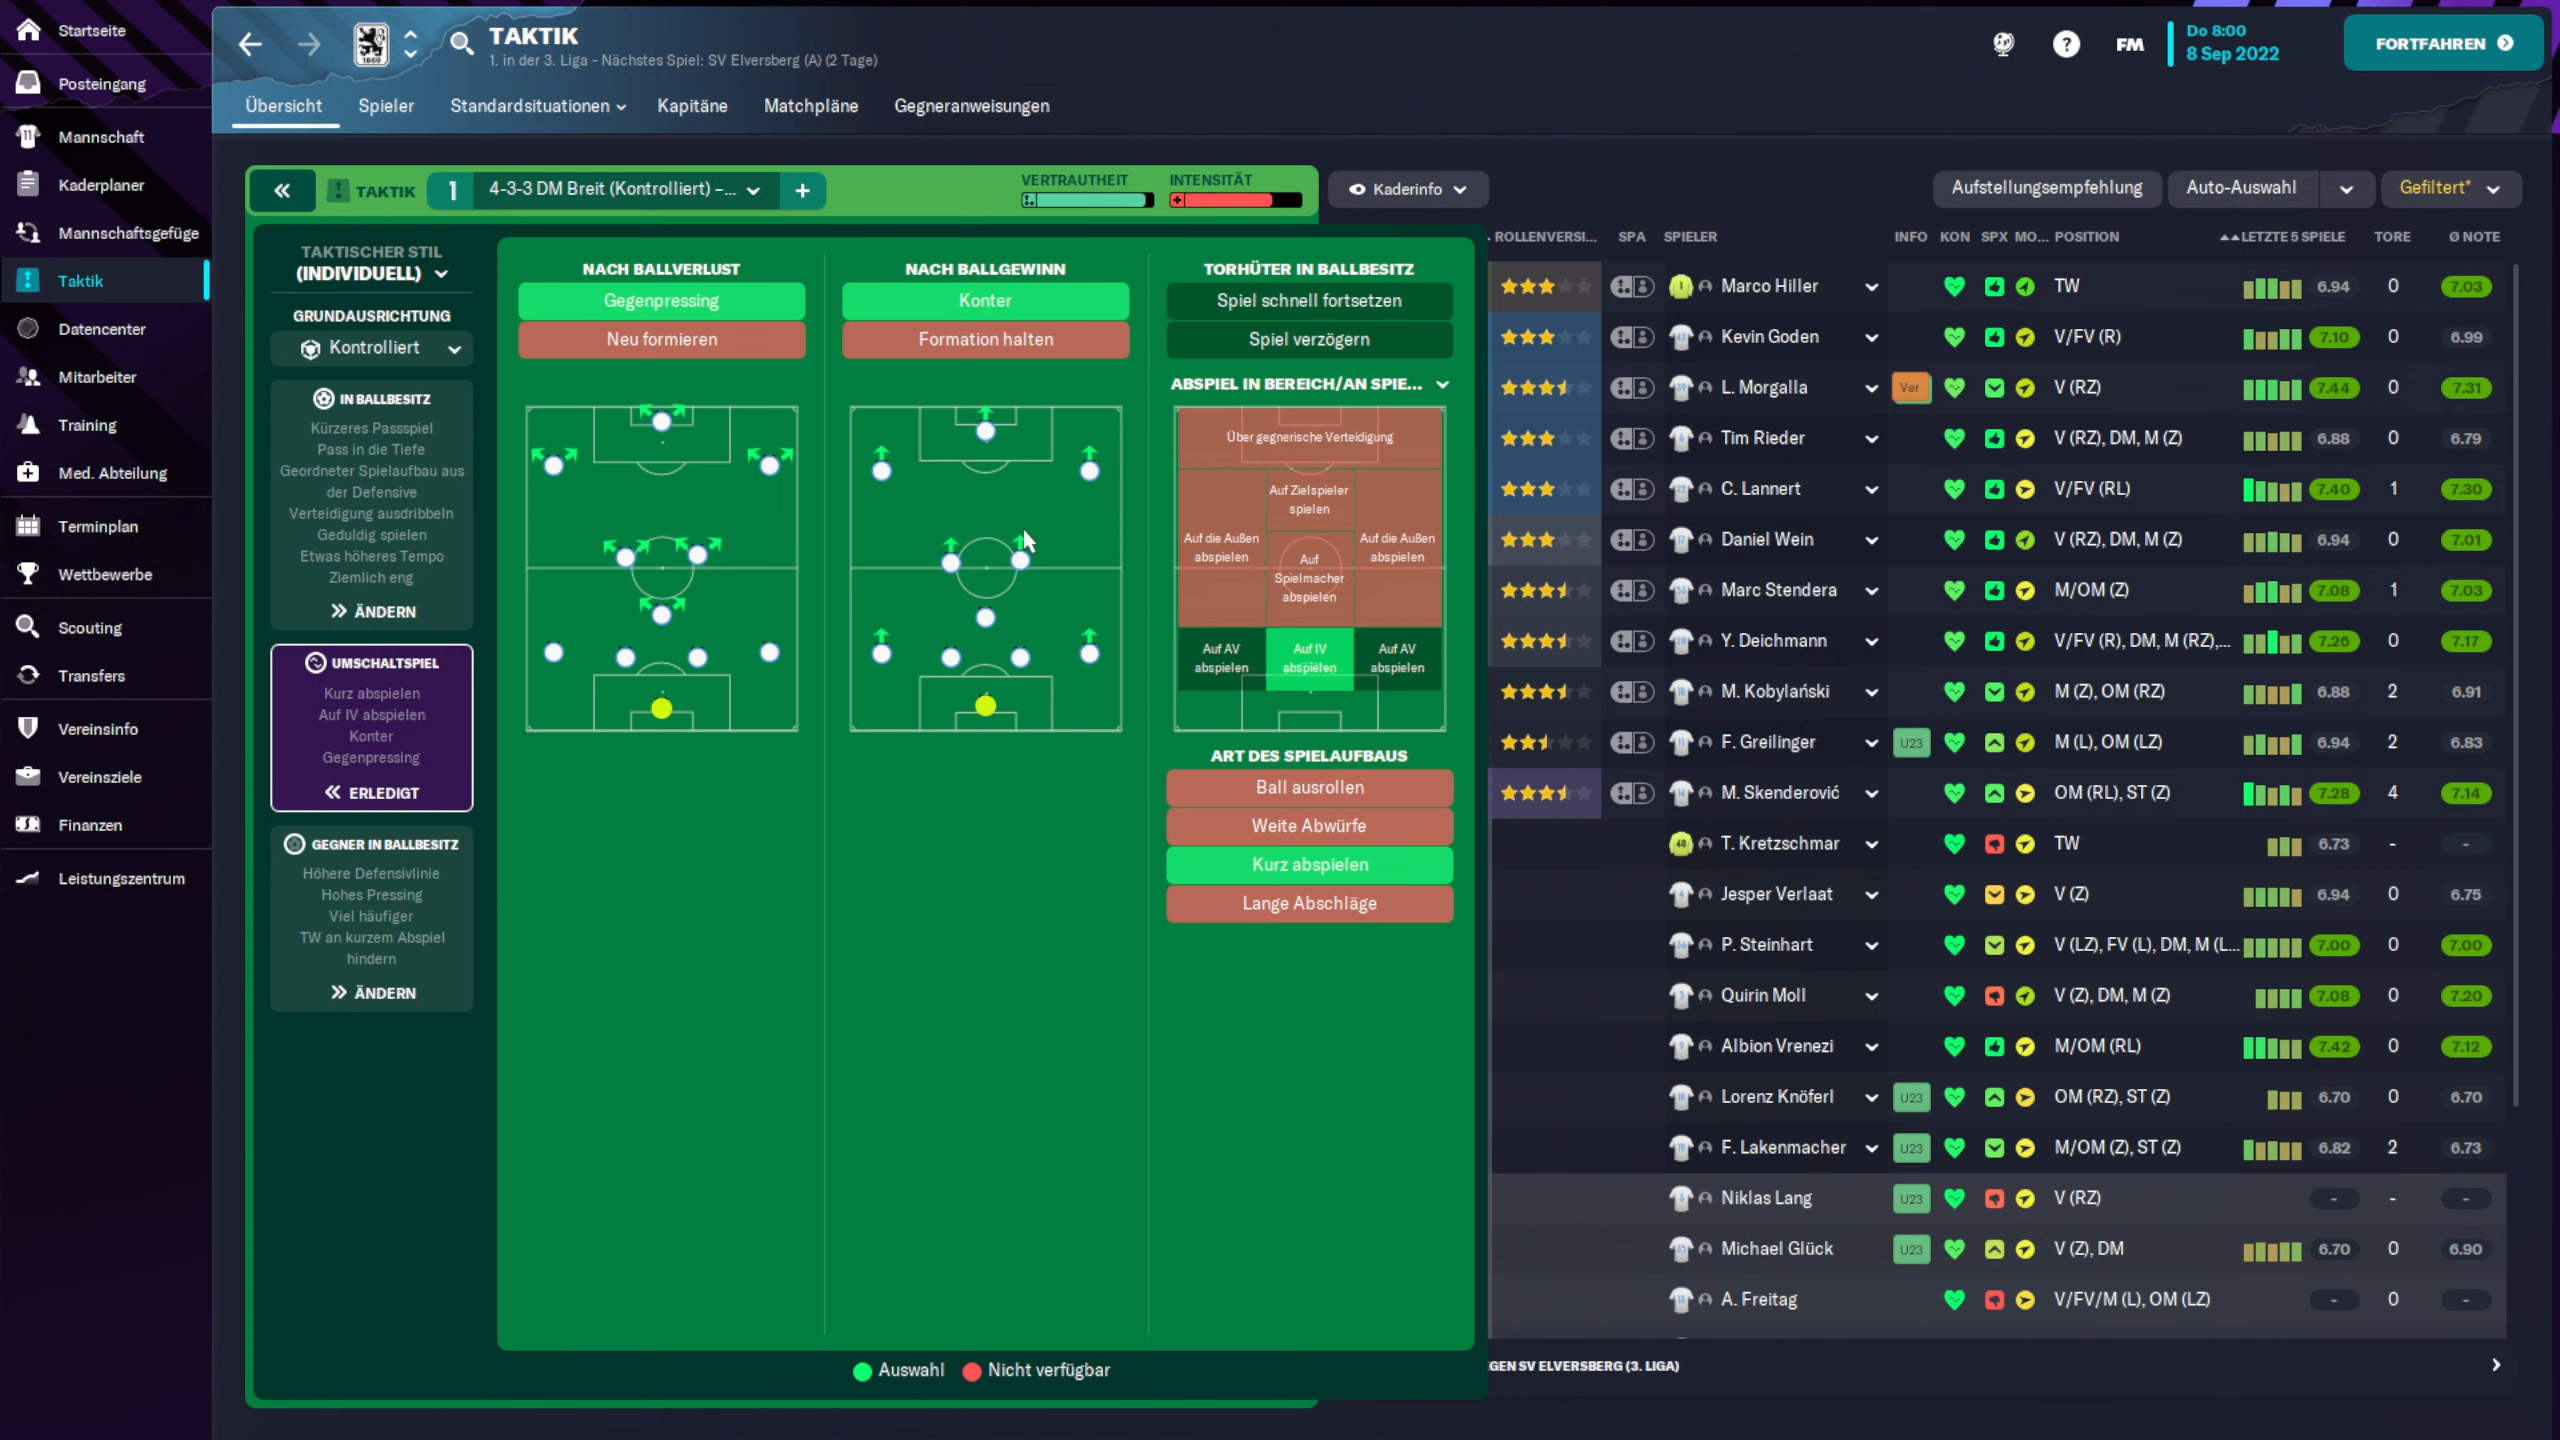 Startseite
Posteingang
Mannschaft
Kaderplaner
Mannschaftsgefüge
Taktik
Datencenter
Mitarbeiter
Training
Med. Abteilung
Terminplan
Wettbewerbe
Scouting
Transfers
Vereinsinfo
Vereinsziele
Finanzen
Leistungszentrum
TAKTIK
1. in der 3. Liga - Nächstes Spiel: SV Elversberg (A) (2 Tage)
FM
Do 8:00
8 Sep 2022
FORTFAHREN
Übersicht
Spieler
Standardsituationen
Kapitäne
Matchpläne
Gegneranweisungen
TAKTIK
1
4-3-3 DM Breit (Kontrolliert) –...
+
VERTRAUTHEIT
INTENSITÄT
Kaderinfo
Aufstellungsempfehlung
Auto-Auswahl
Gefiltert*
TAKTISCHER STIL
(INDIVIDUELL)
GRUNDAUSRICHTUNG
Kontrolliert
IN BALLBESITZ
Kürzeres Passspiel
Pass in die Tiefe
Geordneter Spielaufbau aus
der Defensive
Verteidigung ausdribbeln
Geduldig spielen
Etwas höheres Tempo
Ziemlich eng
ÄNDERN
UMSCHALTSPIEL
Kurz abspielen
Auf IV abspielen
Konter
Gegenpressing
ERLEDIGT
GEGNER IN BALLBESITZ
Höhere Defensivlinie
Hohes Pressing
Viel häufiger
TW an kurzem Abspiel
hindern
ÄNDERN
NACH BALLVERLUST
Gegenpressing
Neu formieren
NACH BALLGEWINN
Konter
Formation halten
TORHÜTER IN BALLBESITZ
Spiel schnell fortsetzen
Spiel verzögern
ABSPIEL IN BEREICH/AN SPIE...
Über gegnerische Verteidigung
Auf Zielspieler
spielen
Auf die Außen
abspielen
Auf
Spielmacher
abspielen
Auf die Außen
abspielen
Auf AV
abspielen
Auf IV
abspielen
Auf AV
abspielen
ART DES SPIELAUFBAUS
Ball ausrollen
Weite Abwürfe
Kurz abspielen
Lange Abschläge
Auswahl
Nicht verfügbar
ROLLENVERSI... SPA SPIELER INFO KON SPX MO... POSITION LETZTE 5 SPIELE TORE Ø NOTE
Marco Hiller TW 6.94 0 7.03
Kevin Goden V/FV (R) 7.10 0 6.99
L. Morgalla Ver V (RZ) 7.44 0 7.31
Tim Rieder V (RZ), DM, M (Z) 6.88 0 6.79
C. Lannert V/FV (RL) 7.40 1 7.30
Daniel Wein V (RZ), DM, M (Z) 6.94 0 7.01
Marc Stendera M/OM (Z) 7.08 1 7.03
Y. Deichmann V/FV (R), DM, M (RZ),... 7.26 0 7.17
M. Kobylański M (Z), OM (RZ) 6.88 2 6.91
F. Greilinger U23 M (L), OM (LZ) 6.94 2 6.83
M. Skenderović OM (RL), ST (Z) 7.28 4 7.14
T. Kretzschmar TW 6.73 - -
Jesper Verlaat V (Z) 6.94 0 6.75
P. Steinhart V (LZ), FV (L), DM, M (L... 7.00 0 7.00
Quirin Moll V (Z), DM, M (Z) 7.08 0 7.20
Albion Vrenezi M/OM (RL) 7.42 0 7.12
Lorenz Knöferl U23 OM (RZ), ST (Z) 6.70 0 6.70
F. Lakenmacher U23 M/OM (Z), ST (Z) 6.82 2 6.73
Niklas Lang U23 V (RZ) - - -
Michael Glück U23 V (Z), DM 6.70 0 6.90
A. Freitag V/FV/M (L), OM (LZ) - 0 -
EGEN SV ELVERSBERG (3. LIGA)